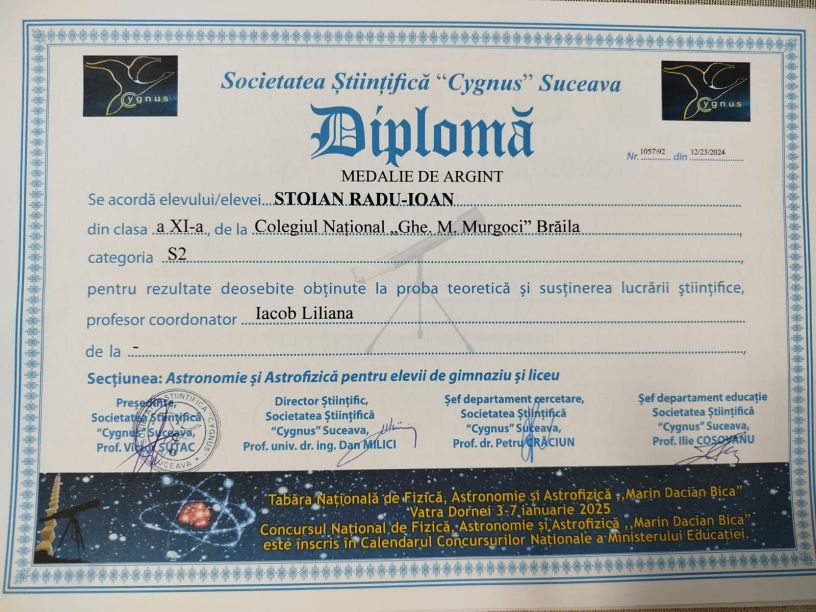 Cygnus
Societatea Științifică “Cygnus” Suceava
Cygnus
Diplomă
Nr. 1057\92 din 12/23/2024
MEDALIE DE ARGINT
Se acordă elevului/elevei STOIAN RADU-IOAN
din clasa a XI-a, de la Colegiul Național „Ghe. M. Murgoci” Brăila
categoria S2
pentru rezultate deosebite obținute la proba teoretică și susținerea lucrării ştiințifice,
profesor coordonator Iacob Liliana
de la -
Secțiunea: Astronomie și Astrofizică pentru elevii de gimnaziu și liceu
Președinte,
Societatea Științifică
“Cygnus” Suceava,
Prof. Victor ȘUTAC
Director Științific,
Societatea Științifică
“Cygnus” Suceava,
Prof. univ. dr. ing. Dan MILICI
Șef departament cercetare,
Societatea Științifică
“Cygnus” Suceava,
Prof. dr. Petru CRĂCIUN
Șef departament educație
Societatea Științifică
“Cygnus” Suceava,
Prof. Ilie COSOVANU
Tabăra Națională de Fizică, Astronomie și Astrofizică ,,Marin Dacian Bica”
Vatra Dornei 3-7 ianuarie 2025
Concursul Național de Fizică, Astronomie și Astrofizică ,,Marin Dacian Bica”
este înscris în Calendarul Concursurilor Naționale a Ministerului Educației.